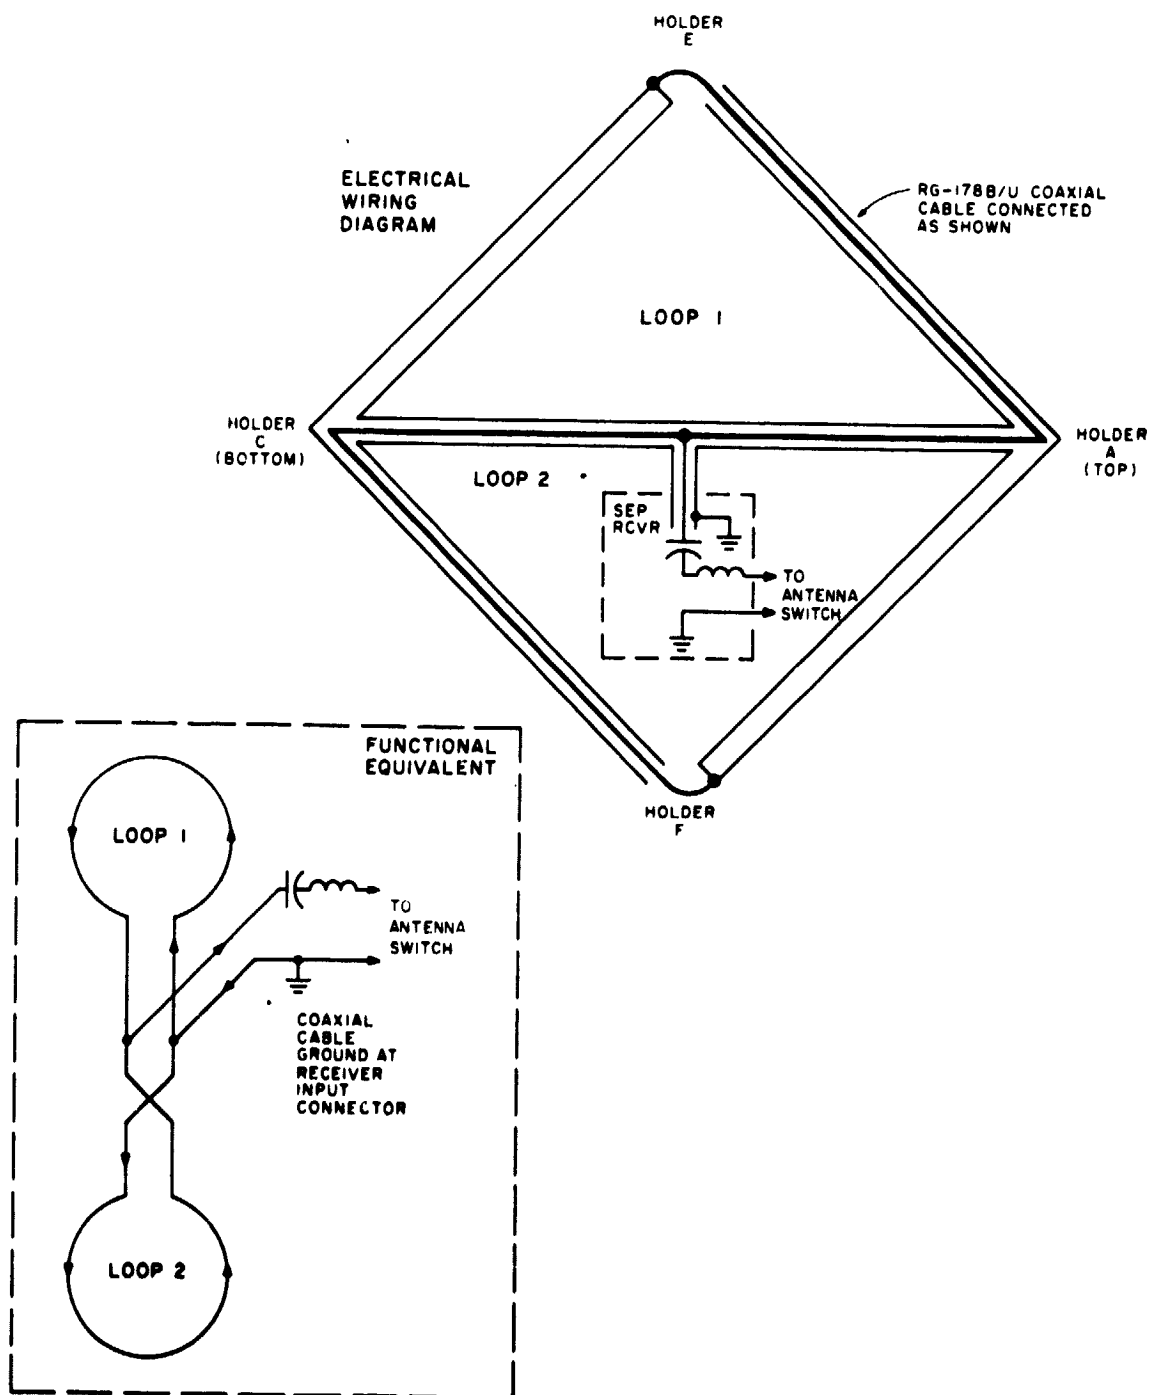 HOLDER
E
ELECTRICAL
WIRING
DIAGRAM
RG-178B/U COAXIAL
CABLE CONNECTED
AS SHOWN
LOOP 1
HOLDER
C
(BOTTOM)
HOLDER
A
(TOP)
LOOP 2
SEP
RCVR
TO
ANTENNA
SWITCH
HOLDER
F
FUNCTIONAL
EQUIVALENT
LOOP 1
TO
ANTENNA
SWITCH
COAXIAL
CABLE
GROUND AT
RECEIVER
INPUT
CONNECTOR
LOOP 2